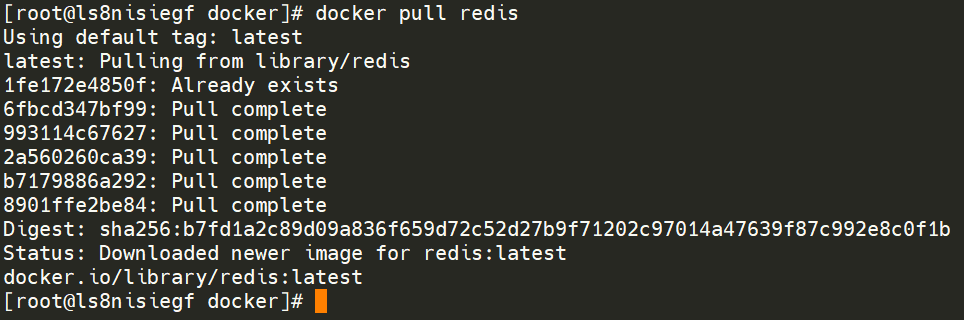 [root@ls8nisiegf docker]# docker pull redis
Using default tag: latest
latest: Pulling from library/redis
1fe172e4850f: Already exists
6fbcd347bf99: Pull complete
993114c67627: Pull complete
2a560260ca39: Pull complete
b7179886a292: Pull complete
8901ffe2be84: Pull complete
Digest: sha256:b7fd1a2c89d09a836f659d72c52d27b9f71202c97014a47639f87c992e8c0f1b
Status: Downloaded newer image for redis:latest
docker.io/library/redis:latest
[root@ls8nisiegf docker]#